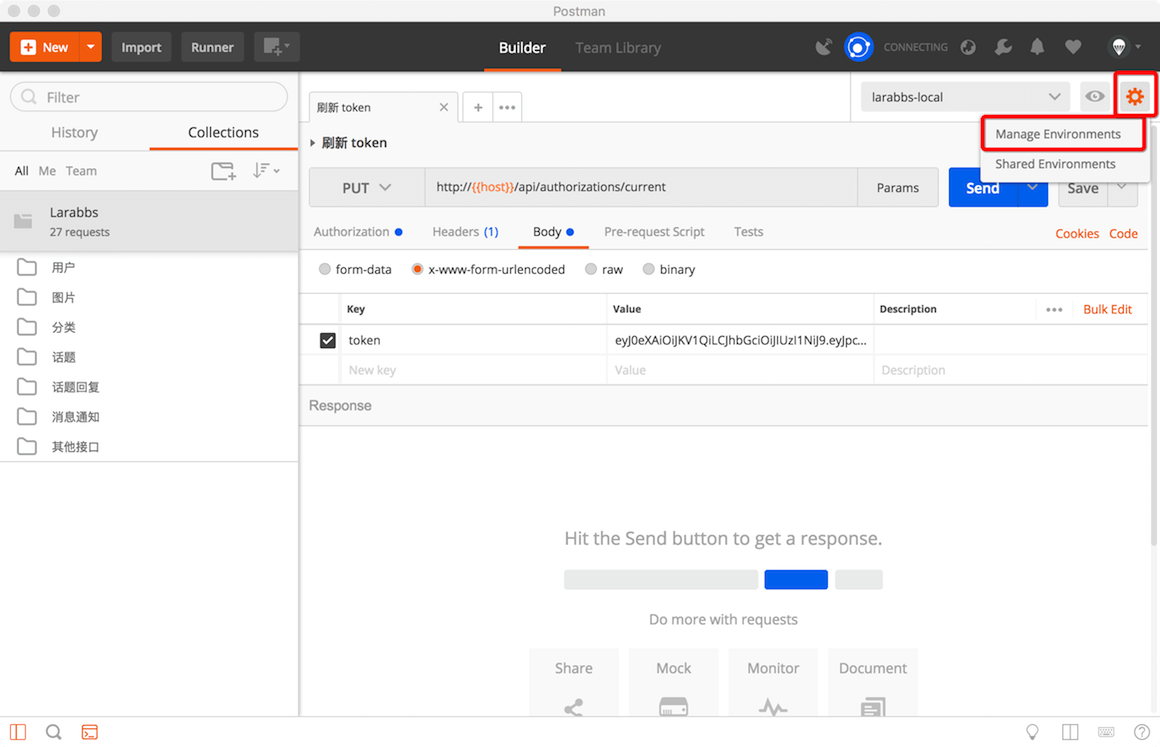 Postman
New
Import
Runner
Builder
Team Library
CONNECTING
Filter
History
Collections
All Me Team
Larabbs
27 requests
用户
图片
分类
话题
话题回复
消息通知
其他接口
刷新 token
larabbs-local
Manage Environments
Shared Environments
刷新 token
PUT
http://{{host}}/api/authorizations/current
Params
Send
Save
Authorization
Headers (1)
Body
Pre-request Script
Tests
Cookies Code
form-data
x-www-form-urlencoded
raw
binary
Key Value Description Bulk Edit
token eyJ0eXAiOiJKV1QiLCJhbGciOiJIUzI1NiJ9.eyJpc...
New key Value Description
Response
Hit the Send button to get a response.
Do more with requests
Share Mock Monitor Document